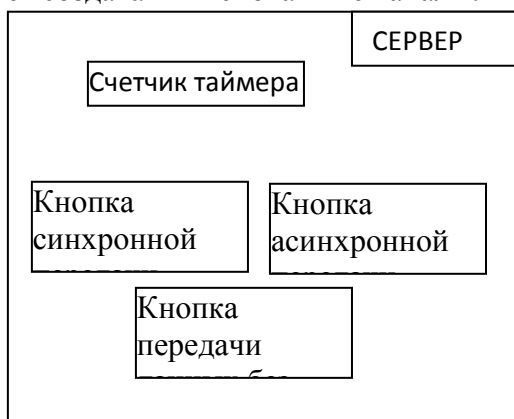 СЕРВЕР
Счетчик таймера
Кнопка
синхронной
Кнопка
асинхронной
Кнопка
передачи